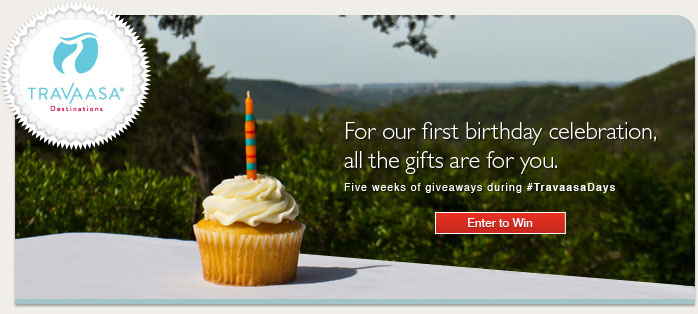 TRAVAASA®
Destinations
For our first birthday celebration,
all the gifts are for you.
Five weeks of giveaways during #TravaasaDays
Enter to Win